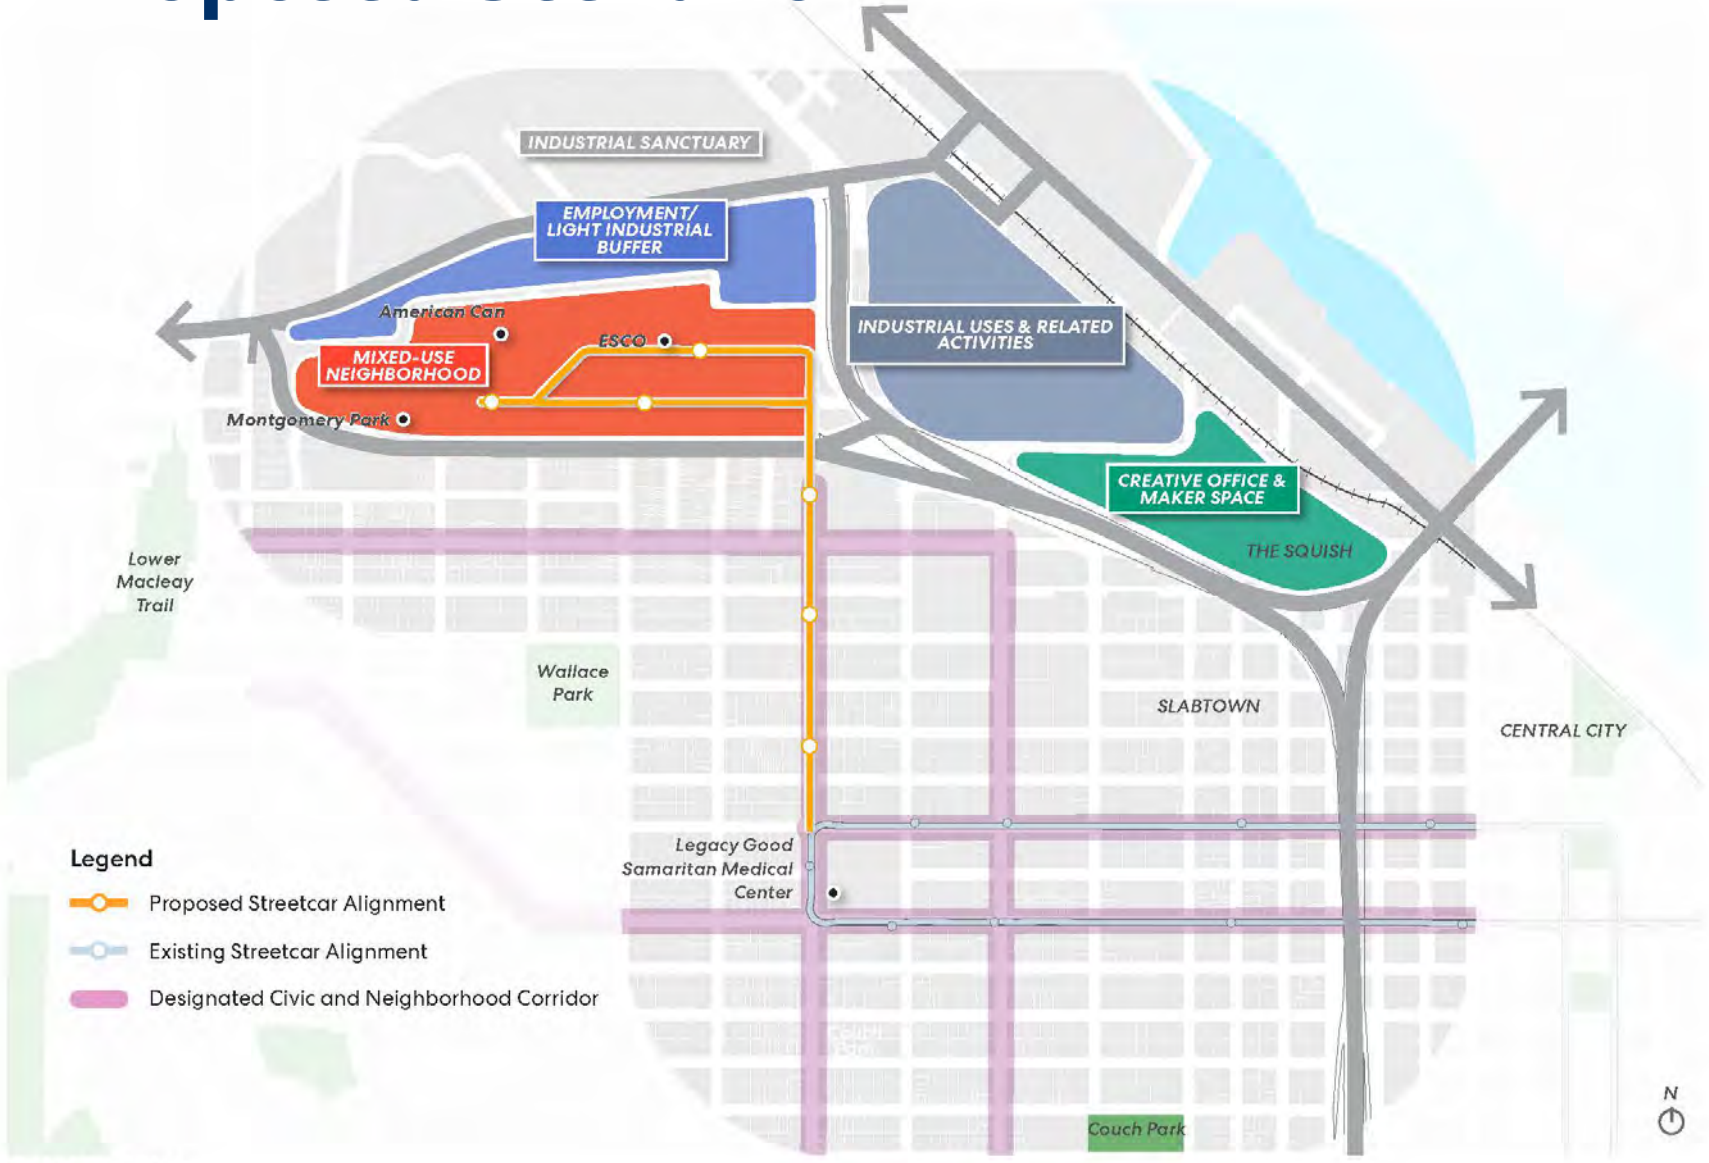 INDUSTRIAL SANCTUARY
EMPLOYMENT/
LIGHT INDUSTRIAL
BUFFER
American Can
ESCO
MIXED-USE
NEIGHBORHOOD
Montgomery Park
INDUSTRIAL USES & RELATED
ACTIVITIES
CREATIVE OFFICE &
MAKER SPACE
THE SQUISH
Lower
Macleay
Trail
Wallace
Park
SLABTOWN
CENTRAL CITY
Legacy Good
Samaritan Medical
Center
Legend
Proposed Streetcar Alignment
Existing Streetcar Alignment
Designated Civic and Neighborhood Corridor
Couch
Park
Couch Park
N